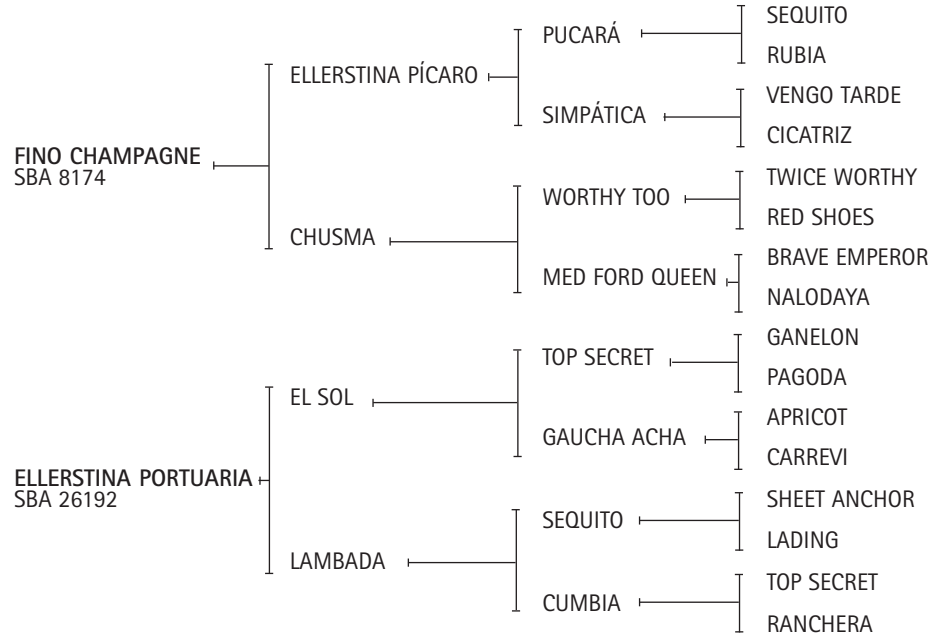 SEQUITO
PUCARÁ
RUBIA
ELLERSTINA PÍCARO
VENGO TARDE
SIMPÁTICA
CICATRIZ
FINO CHAMPAGNE
SBA 8174
TWICE WORTHY
WORTHY TOO
RED SHOES
CHUSMA
BRAVE EMPEROR
MED FORD QUEEN
NALODAYA
GANELON
TOP SECRET
PAGODA
EL SOL
APRICOT
GAUCHA ACHA
CARREVI
ELLERSTINA PORTUARIA
SBA 26192
SHEET ANCHOR
SEQUITO
LADING
LAMBADA
TOP SECRET
CUMBIA
RANCHERA